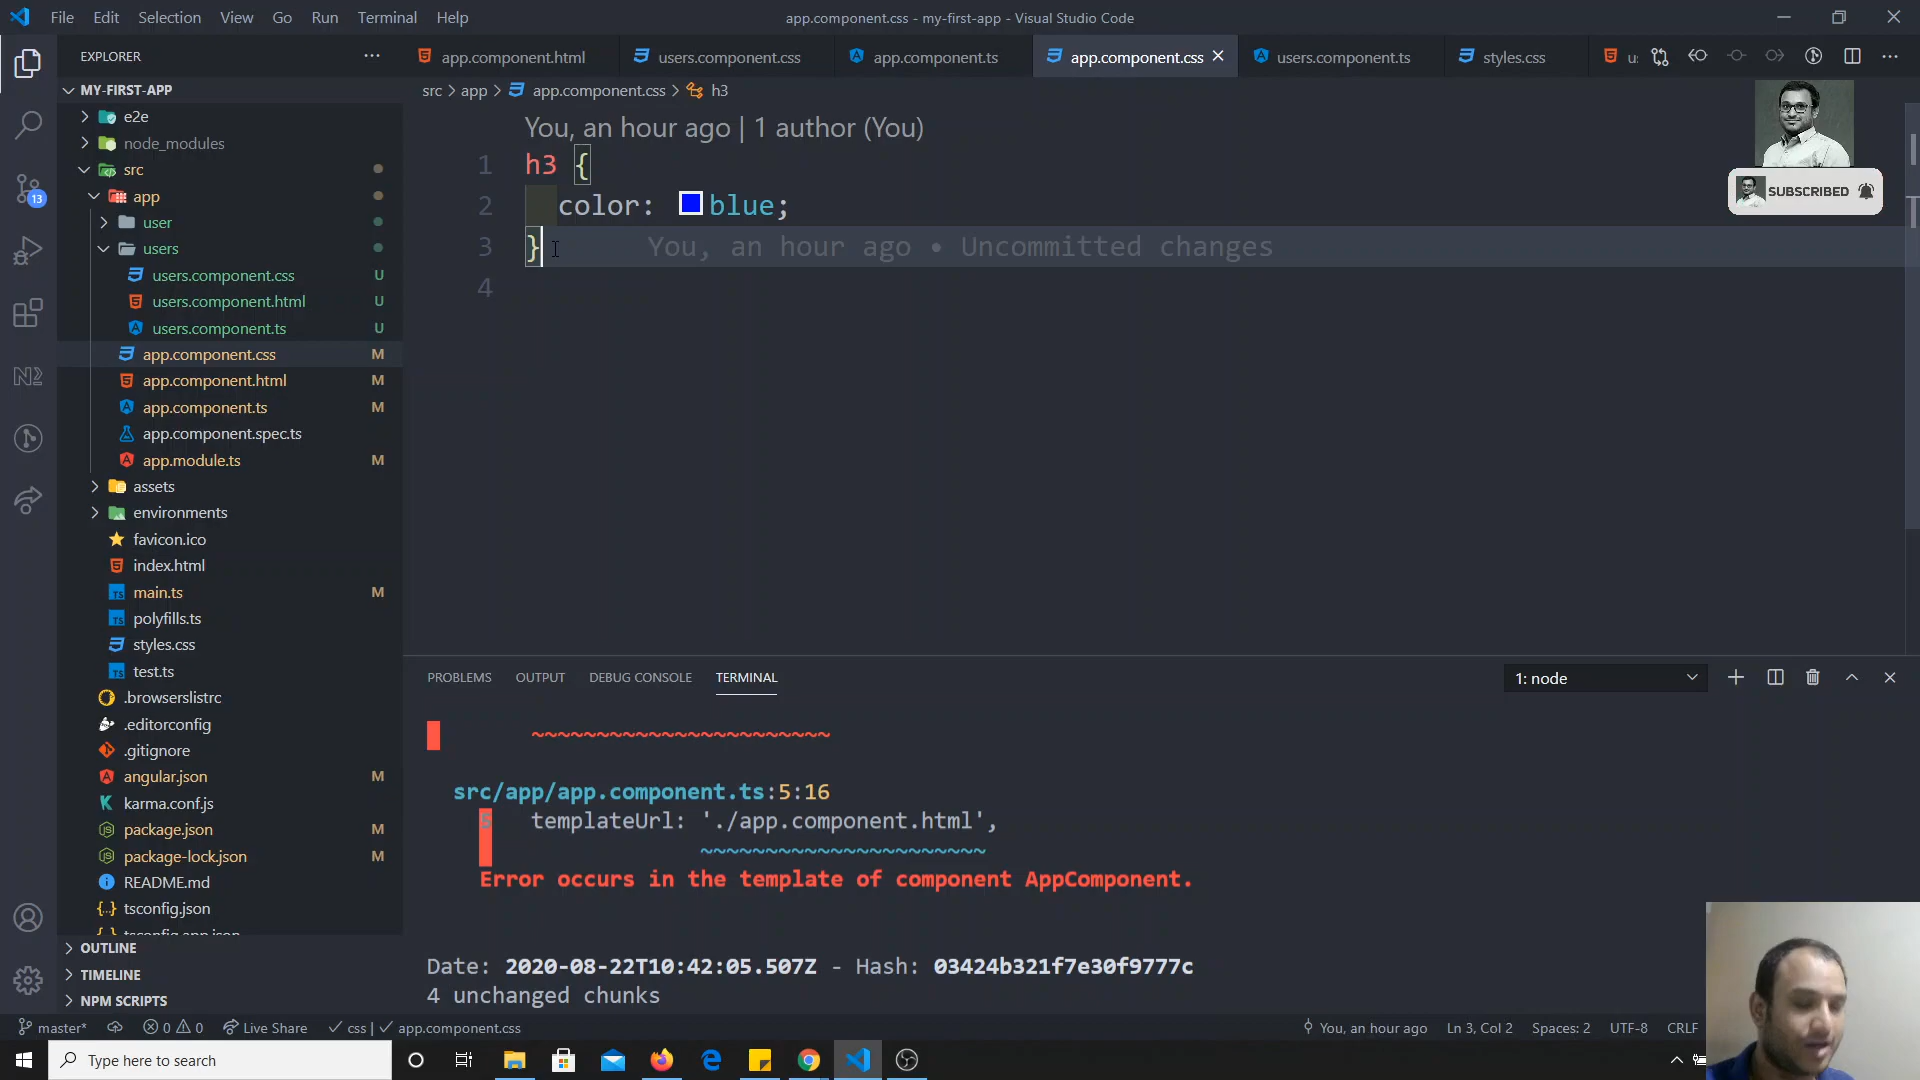 File Edit Selection View Go Run Terminal Help
app.component.css - my-first-app - Visual Studio Code
EXPLORER
app.component.html
users.component.css
app.component.ts
app.component.css
users.component.ts
styles.css
MY-FIRST-APP
src > app > app.component.css > h3
e2e
node_modules
src
app
user
users
users.component.css U
users.component.html U
users.component.ts U
app.component.css M
app.component.html M
app.component.ts M
app.component.spec.ts
app.module.ts M
assets
environments
favicon.ico
index.html
main.ts M
polyfills.ts
styles.css
test.ts
.browserslistrc
.editorconfig
.gitignore
angular.json M
karma.conf.js
package.json M
package-lock.json M
README.md
tsconfig.json
tsconfig.app.json
OUTLINE
TIMELINE
NPM SCRIPTS
13
You, an hour ago | 1 author (You)
1 h3 {
2 color: blue;
3 } You, an hour ago • Uncommitted changes
4
SUBSCRIBED
PROBLEMS OUTPUT DEBUG CONSOLE TERMINAL
1: node
~~~~~~~~~~~~~~~~~~~~~~~
src/app/app.component.ts:5:16
5 templateUrl: './app.component.html',
~~~~~~~~~~~~~~~~~~~~~~
Error occurs in the template of component AppComponent.
Date: 2020-08-22T10:42:05.507Z - Hash: 03424b321f7e30f9777c
4 unchanged chunks
master* 0 0 Live Share css | app.component.css You, an hour ago Ln 3, Col 2 Spaces: 2 UTF-8 CRLF
Type here to search